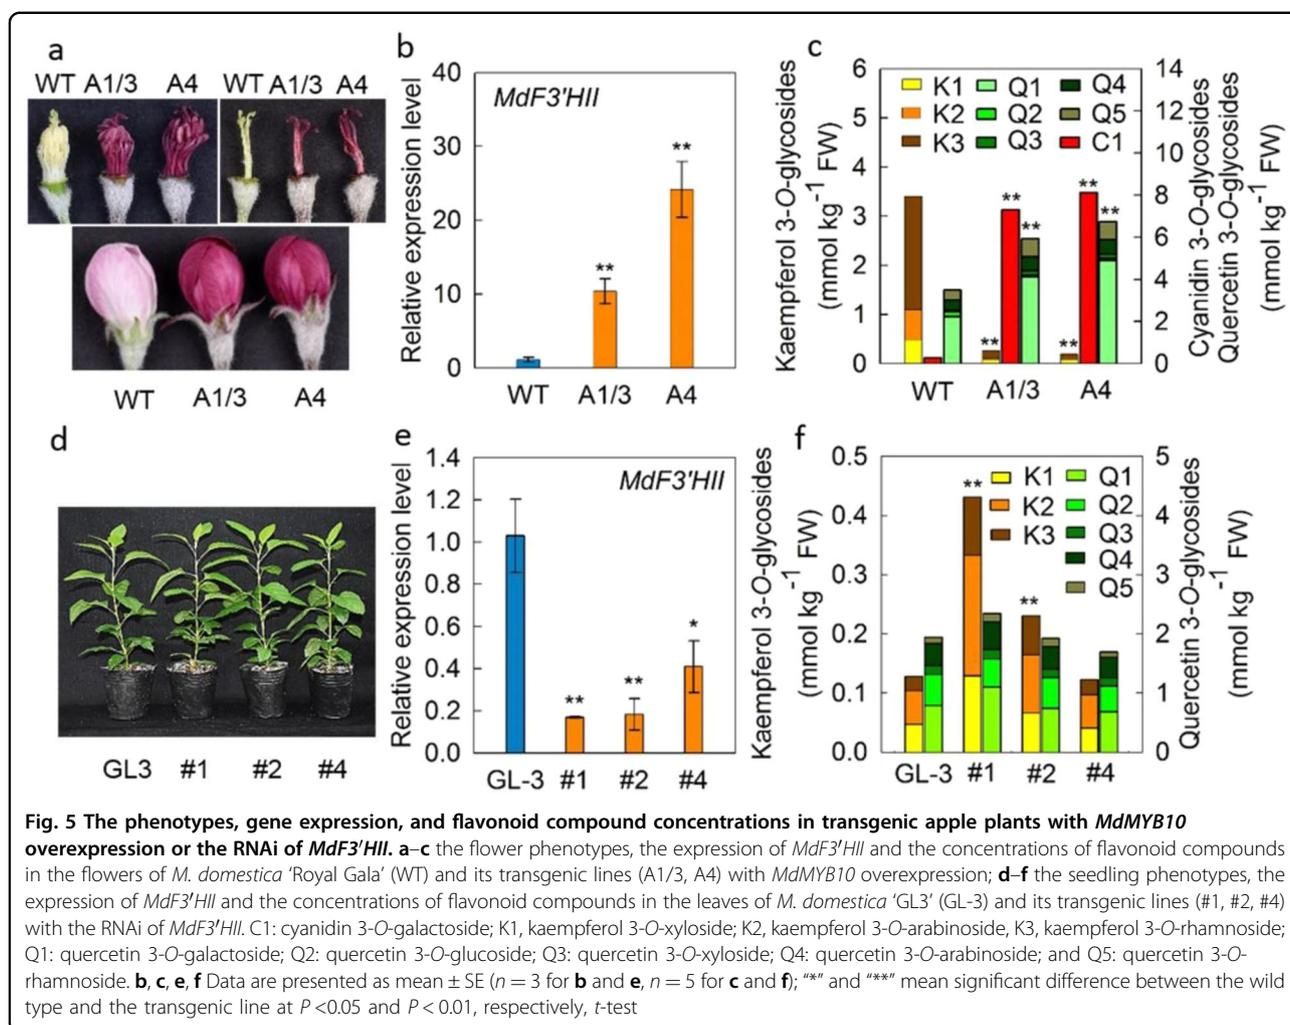 a
WT A1/3 A4 WT A1/3 A4
WT A1/3 A4
b
Relative expression level
40
30
20
10
0
MdF3'HII
**
**
WT A1/3 A4
c
Kaempferol 3-O-glycosides
(mmol kg-1 FW)
6
5
4
3
2
1
0
K1 Q1 Q4
K2 Q2 Q5
K3 Q3 C1
** ** ** ** ** **
WT A1/3 A4
14
12
10
8
6
4
2
0
Cyanidin 3-O-glycosides
Quercetin 3-O-glycosides
(mmol kg-1 FW)
d
GL3 #1 #2 #4
e
Relative expression level
1.4
1.2
1.0
0.8
0.6
0.4
0.2
0.0
MdF3'HII
** ** *
GL-3 #1 #2 #4
f
Kaempferol 3-O-glycosides
(mmol kg-1 FW)
0.5
0.4
0.3
0.2
0.1
0.0
K1 Q1
K2 Q2
K3 Q3
Q4
Q5
** **
GL-3 #1 #2 #4
5
4
3
2
1
0
Quercetin 3-O-glycosides
(mmol kg-1 FW)
Fig. 5 The phenotypes, gene expression, and flavonoid compound concentrations in transgenic apple plants with MdMYB10
overexpression or the RNAi of MdF3′HII. a–c the flower phenotypes, the expression of MdF3′HII and the concentrations of flavonoid compounds
in the flowers of M. domestica ‘Royal Gala’ (WT) and its transgenic lines (A1/3, A4) with MdMYB10 overexpression; d–f the seedling phenotypes, the
expression of MdF3′HII and the concentrations of flavonoid compounds in the leaves of M. domestica ‘GL3’ (GL-3) and its transgenic lines (#1, #2, #4)
with the RNAi of MdF3′HII. C1: cyanidin 3-O-galactoside; K1, kaempferol 3-O-xyloside; K2, kaempferol 3-O-arabinoside, K3, kaempferol 3-O-rhamnoside;
Q1: quercetin 3-O-galactoside; Q2: quercetin 3-O-glucoside; Q3: quercetin 3-O-xyloside; Q4: quercetin 3-O-arabinoside; and Q5: quercetin 3-O-
rhamnoside. b, c, e, f Data are presented as mean ± SE (n = 3 for b and e, n = 5 for c and f); “*” and “**” mean significant difference between the wild
type and the transgenic line at P <0.05 and P < 0.01, respectively, t-test